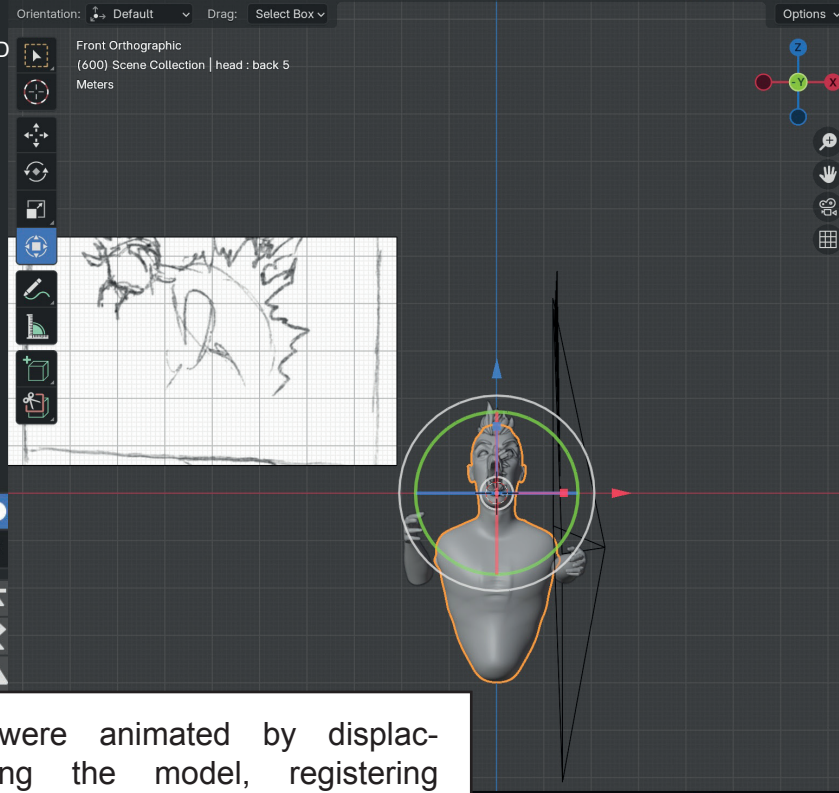 Orientation: Default Drag: Select Box Options
Front Orthographic
(600) Scene Collection | head : back 5
Meters
Z
-Y X
were animated by displac-
ng the model, registering